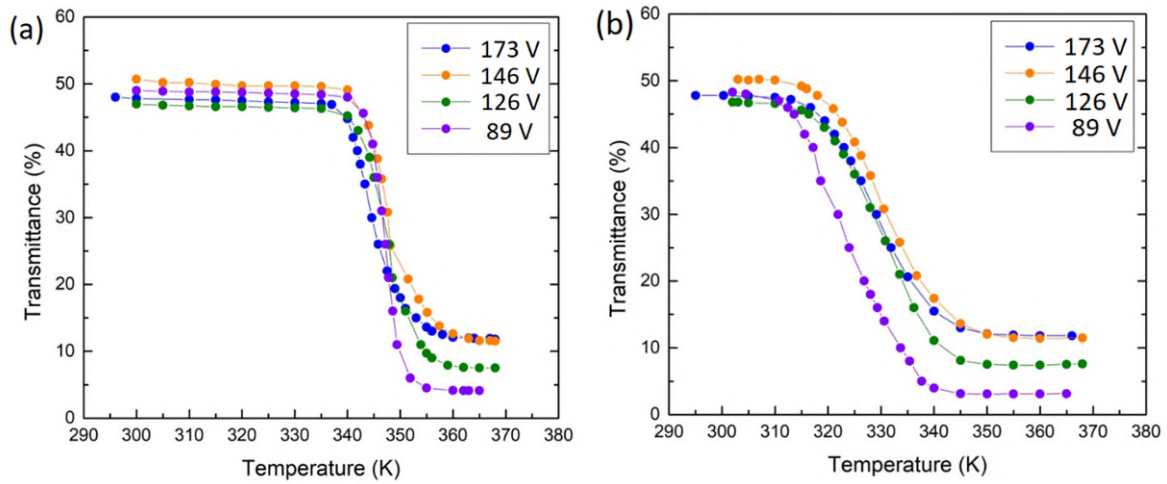 (a)
60
50
40
30
20
10
0
Transmittance (%)
173 V
146 V
126 V
89 V
290 300 310 320 330 340 350 360 370 380
Temperature (K)
(b)
60
50
40
30
20
10
0
Transmittance (%)
173 V
146 V
126 V
89 V
290 300 310 320 330 340 350 360 370 380
Temperature (K)